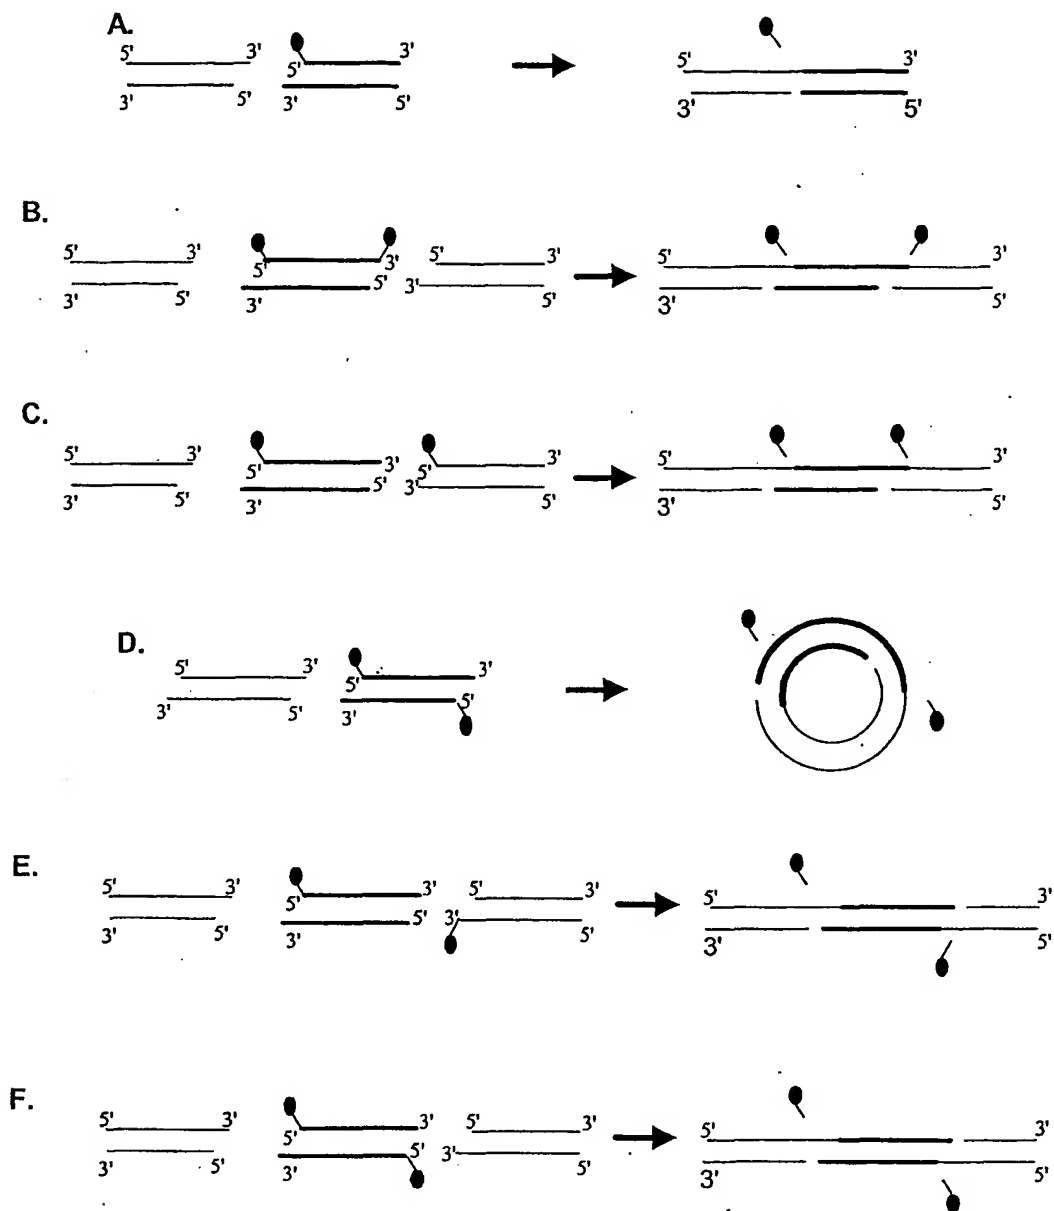 A.
5' 3' 5' 3' 5' 3'
3' 5' 3' 5' 3' 5'
B.
5' 3' 5' 3' 5' 3' 5' 3'
3' 5' 3' 5' 3' 5' 3' 5'
C.
5' 3' 5' 3' 5' 3' 5' 3'
3' 5' 3' 5' 3' 5' 3' 5'
D.
5' 3' 5' 3'
3' 5' 3' 5'
E.
5' 3' 5' 3' 5' 3' 5' 3'
3' 5' 3' 5' 3' 5' 3' 5'
F.
5' 3' 5' 3' 5' 3' 5' 3'
3' 5' 3' 5' 3' 5' 3' 5'